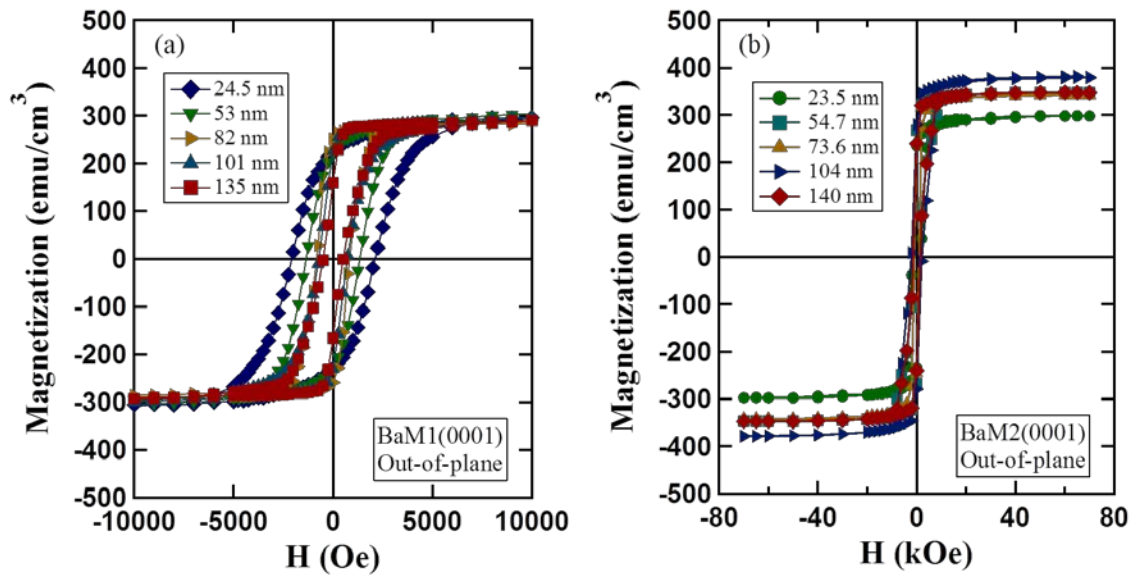 (a)
Magnetization (emu/cm³)
500
400
300
200
100
0
-100
-200
-300
-400
-500
24.5 nm
53 nm
82 nm
101 nm
135 nm
BaM1(0001)
Out-of-plane
-10000 -5000 0 5000 10000
H (Oe)
(b)
Magnetization (emu/cm³)
500
400
300
200
100
0
-100
-200
-300
-400
-500
23.5 nm
54.7 nm
73.6 nm
104 nm
140 nm
BaM2(0001)
Out-of-plane
-80 -40 0 40 80
H (kOe)